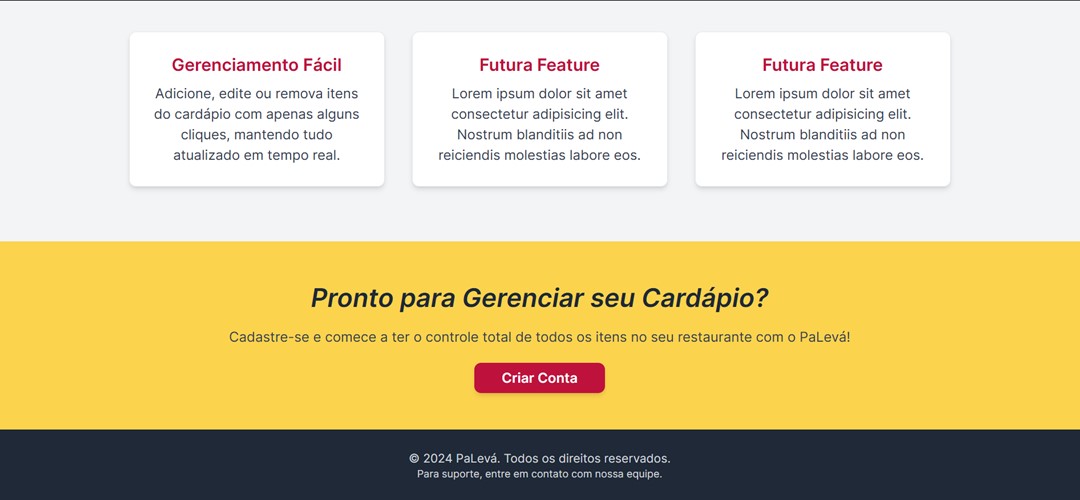 Gerenciamento Fácil
Adicione, edite ou remova itens
do cardápio com apenas alguns
cliques, mantendo tudo
atualizado em tempo real.
Futura Feature
Lorem ipsum dolor sit amet
consectetur adipisicing elit.
Nostrum blanditiis ad non
reiciendis molestias labore eos.
Futura Feature
Lorem ipsum dolor sit amet
consectetur adipisicing elit.
Nostrum blanditiis ad non
reiciendis molestias labore eos.
Pronto para Gerenciar seu Cardápio?
Cadastre-se e comece a ter o controle total de todos os itens no seu restaurante com o PaLevá!
Criar Conta
© 2024 PaLevá. Todos os direitos reservados.
Para suporte, entre em contato com nossa equipe.